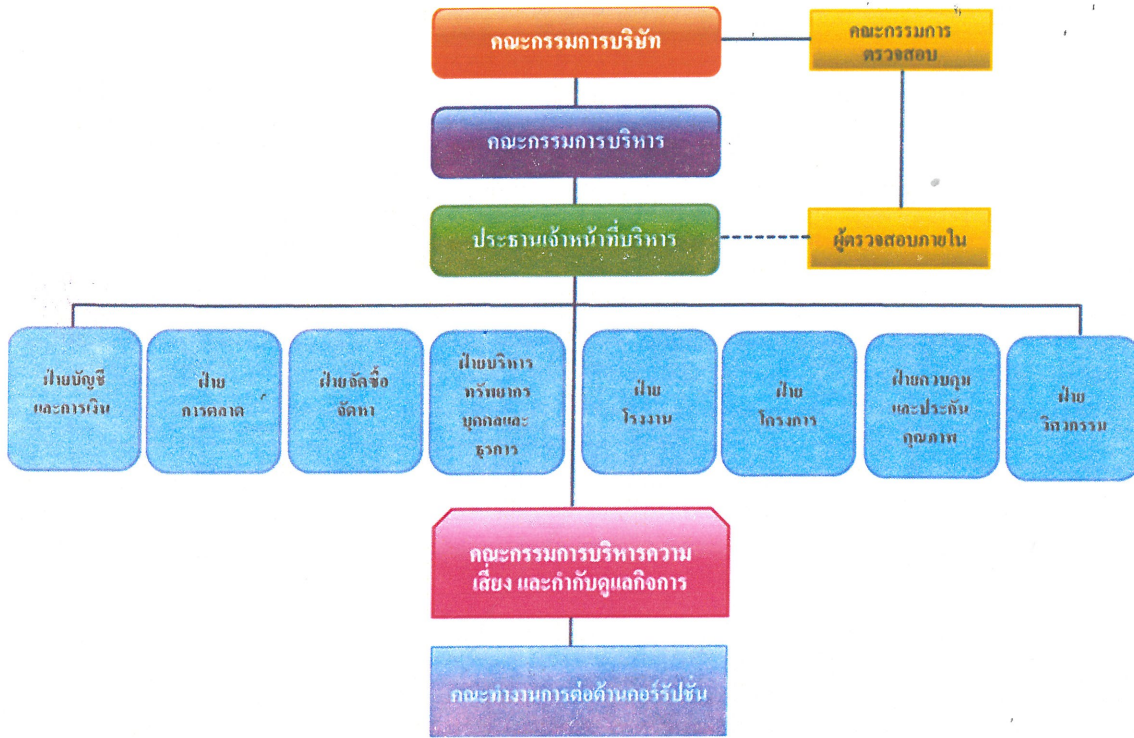 คณะกรรมการบริษัท
คณะกรรมการ
ตรวจสอบ
คณะกรรมการบริหาร
ประธานเจ้าหน้าที่บริหาร
ผู้ตรวจสอบภายใน
ฝ่ายบัญชี
และการเงิน
ฝ่าย
การตลาด
ฝ่ายจัดซื้อ
จัดหา
ฝ่ายบริหาร
ทรัพยากร
บุคคลและ
ธุรการ
ฝ่าย
โรงงาน
ฝ่าย
โครงการ
ฝ่ายควบคุม
และประกัน
คุณภาพ
ฝ่าย
วิศวกรรม
คณะกรรมการบริหารความ
เสี่ยง และกำกับดูแลกิจการ
คณะทำงานการต่อต้านคอร์รัปชั่น